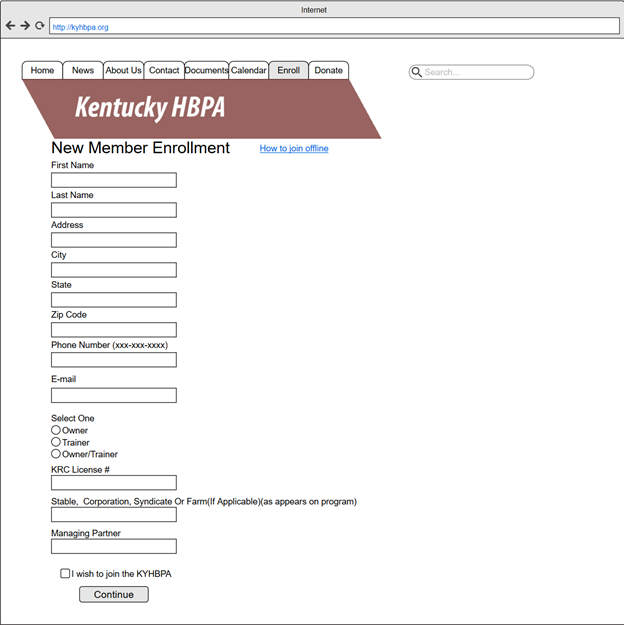 Internet
http://kyhbpa.org
Home News About Us Contact Documents Calendar Enroll Donate Search...
Kentucky HBPA
New Member Enrollment How to join offline
First Name
Last Name
Address
City
State
Zip Code
Phone Number (xxx-xxx-xxxx)
E-mail
Select One
Owner
Trainer
Owner/Trainer
KRC License #
Stable, Corporation, Syndicate Or Farm(If Applicable)(as appears on program)
Managing Partner
I wish to join the KYHBPA
Continue